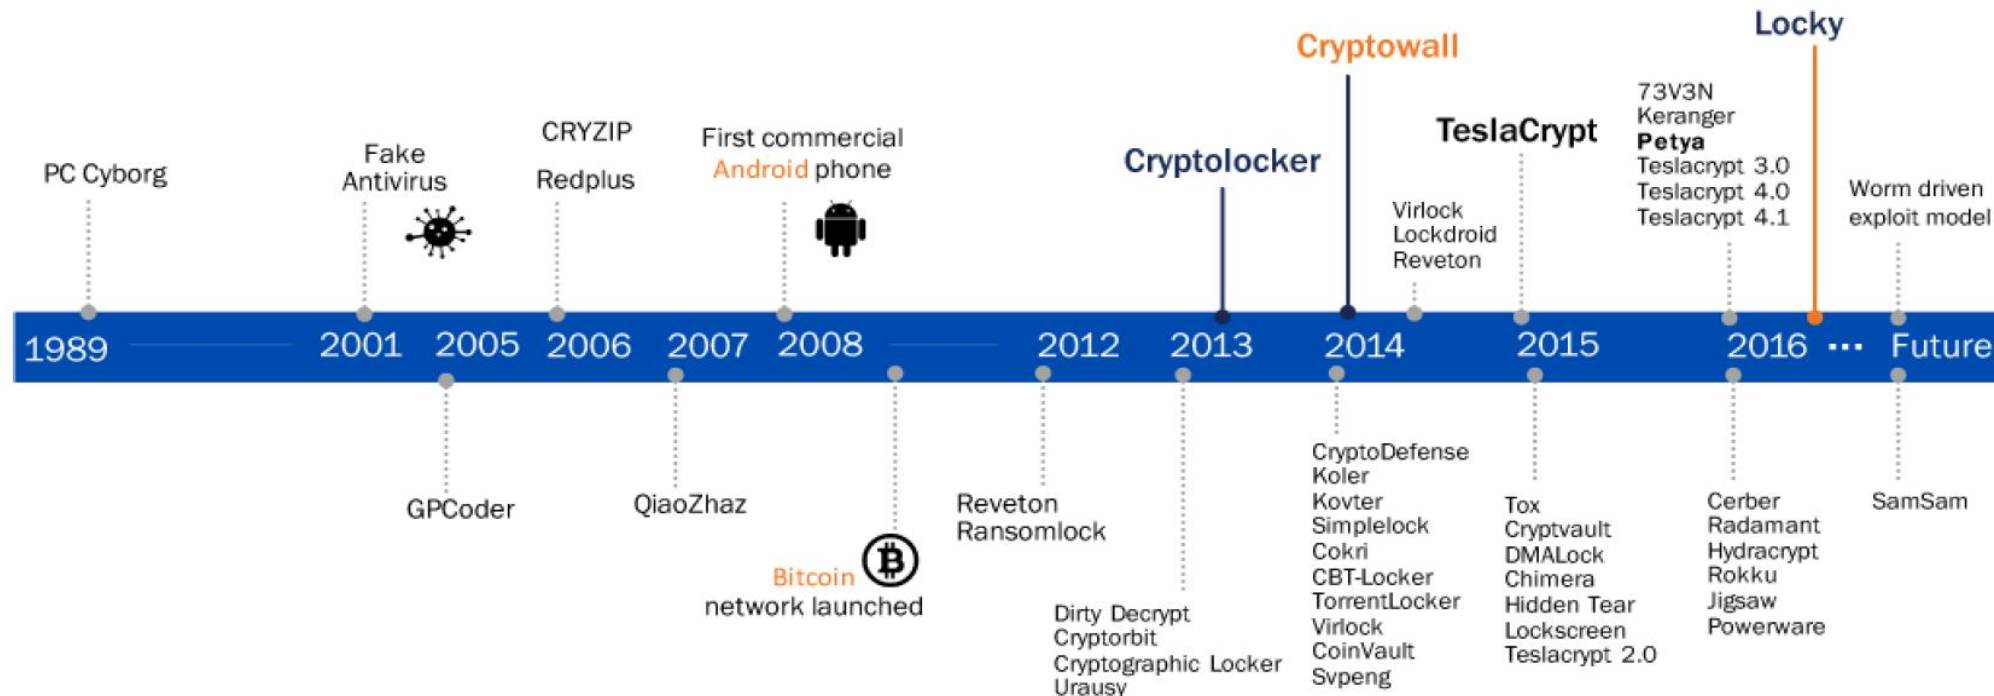 Locky
Cryptowall
73V3N
Keranger
Petya
Teslacrypt 3.0
Teslacrypt 4.0
Teslacrypt 4.1
TeslaCrypt
CRYZIP
Redplus
First commercial
Android phone
Fake
Antivirus
Cryptolocker
PC Cyborg
Virlock
Lockdroid
Reveton
Worm driven
exploit model
1989 2001 2005 2006 2007 2008 2012 2013 2014 2015 2016 ... Future
GPCoder
QiaoZhaz
Bitcoin
network launched
Reveton
Ransomlock
Dirty Decrypt
Cryptorbit
Cryptographic Locker
Urausy
CryptoDefense
Koler
Kovter
Simplelock
Cokri
CBT-Locker
TorrentLocker
Virlock
CoinVault
Svpeng
Tox
Cryptvault
DMALock
Chimera
Hidden Tear
Lockscreen
Teslacrypt 2.0
Cerber
Radamant
Hydracrypt
Rokku
Jigsaw
Powerware
SamSam